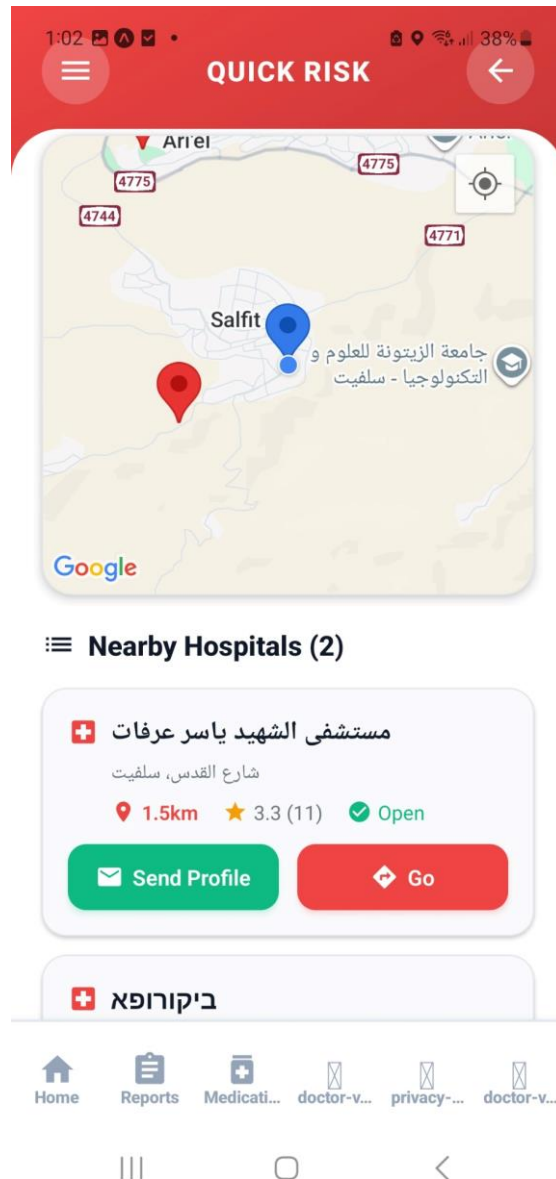 1:02
38%
QUICK RISK
Ari'el
4775
4775
4744
4771
Salfit
جامعة الزيتونة للعلوم و
التكنولوجيا - سلفيت
Google
Nearby Hospitals (2)
مستشفى الشهيد ياسر عرفات
شارع القدس، سلفيت
1.5km 3.3 (11) Open
Send Profile
Go
ביקורופא
Home Reports Medicati... doctor-v... privacy-... doctor-v...